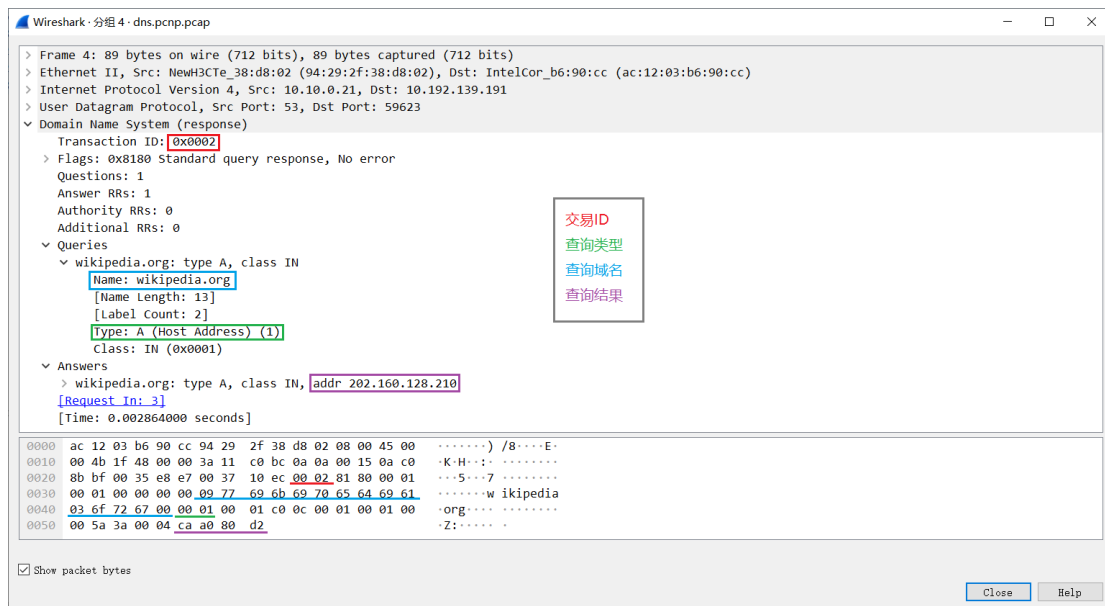 Wireshark · 分组 4 · dns.pcnp.pcap
> Frame 4: 89 bytes on wire (712 bits), 89 bytes captured (712 bits)
> Ethernet II, Src: NewH3CTe_38:d8:02 (94:29:2f:38:d8:02), Dst: IntelCor_b6:90:cc (ac:12:03:b6:90:cc)
> Internet Protocol Version 4, Src: 10.10.0.21, Dst: 10.192.139.191
> User Datagram Protocol, Src Port: 53, Dst Port: 59623
Domain Name System (response)
Transaction ID: 0x0002
> Flags: 0x8180 Standard query response, No error
Questions: 1
Answer RRs: 1
Authority RRs: 0
Additional RRs: 0
Queries
wikipedia.org: type A, class IN
Name: wikipedia.org
[Name Length: 13]
[Label Count: 2]
Type: A (Host Address) (1)
Class: IN (0x0001)
Answers
> wikipedia.org: type A, class IN, addr 202.160.128.210
[Request In: 3]
[Time: 0.002864000 seconds]
交易ID
查询类型
查询域名
查询结果
0000 ac 12 03 b6 90 cc 94 29 2f 38 d8 02 08 00 45 00 ·······) /8····E·
0010 00 4b 1f 48 00 00 3a 11 c0 bc 0a 0a 00 15 0a c0 ·K·H··:· ········
0020 8b bf 00 35 e8 e7 00 37 10 ec 00 02 81 80 00 01 ···5···7 ········
0030 00 01 00 00 00 00 09 77 69 6b 69 70 65 64 69 61 ·······w ikipedia
0040 03 6f 72 67 00 00 01 00 01 c0 0c 00 01 00 01 00 ·org···· ········
0050 00 5a 3a 00 04 ca a0 80 d2 ·Z:····· ·
Show packet bytes
Close
Help